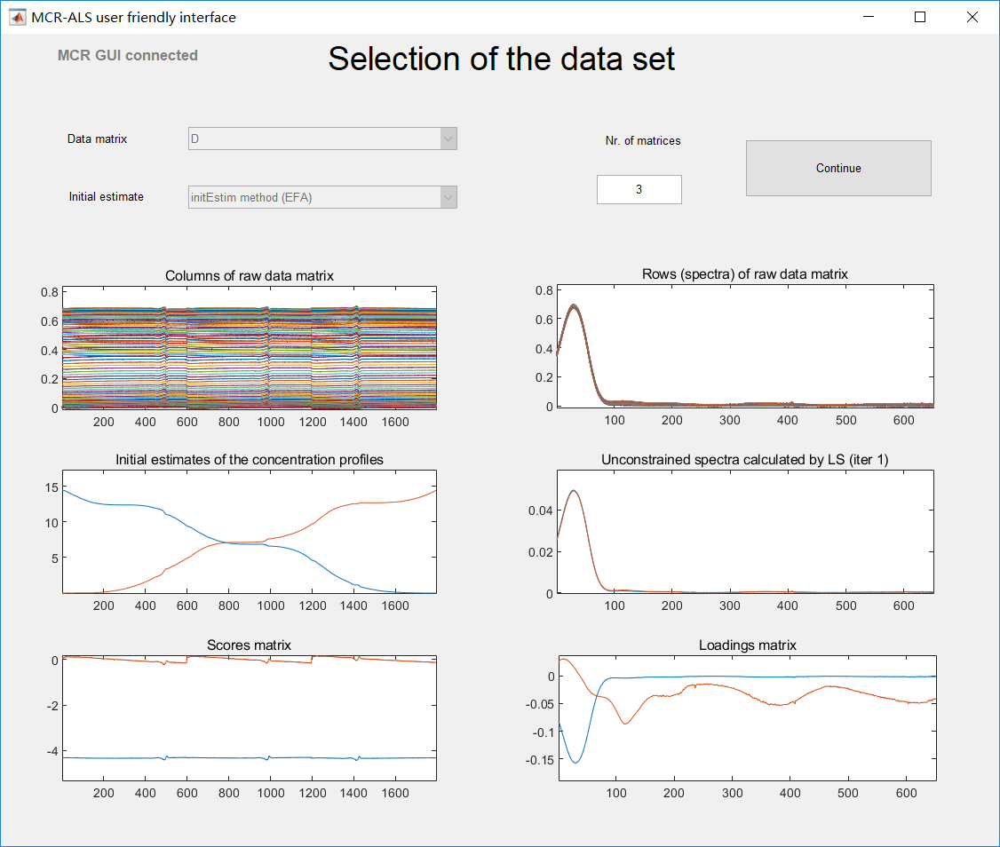 MCR-ALS user friendly interface
MCR GUI connected
Selection of the data set
Data matrix
D
Nr. of matrices
Continue
3
Initial estimate
initEstim method (EFA)
Columns of raw data matrix
0.8
0.6
0.4
0.2
0
200 400 600 800 1000 1200 1400 1600
Rows (spectra) of raw data matrix
0.8
0.6
0.4
0.2
0
100 200 300 400 500 600
Initial estimates of the concentration profiles
15
10
5
200 400 600 800 1000 1200 1400 1600
Unconstrained spectra calculated by LS (iter 1)
0.04
0.02
0
100 200 300 400 500 600
Scores matrix
0
-2
-4
200 400 600 800 1000 1200 1400 1600
Loadings matrix
0
-0.05
-0.1
-0.15
100 200 300 400 500 600